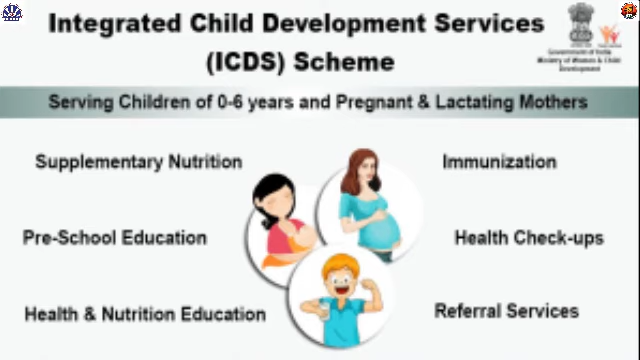 Integrated Child Development Services
(ICDS) Scheme
Government of India
Ministry of Women & Child
Development
Serving Children of 0-6 years and Pregnant & Lactating Mothers
Supplementary Nutrition
Immunization
Pre-School Education
Health Check-ups
Health & Nutrition Education
Referral Services